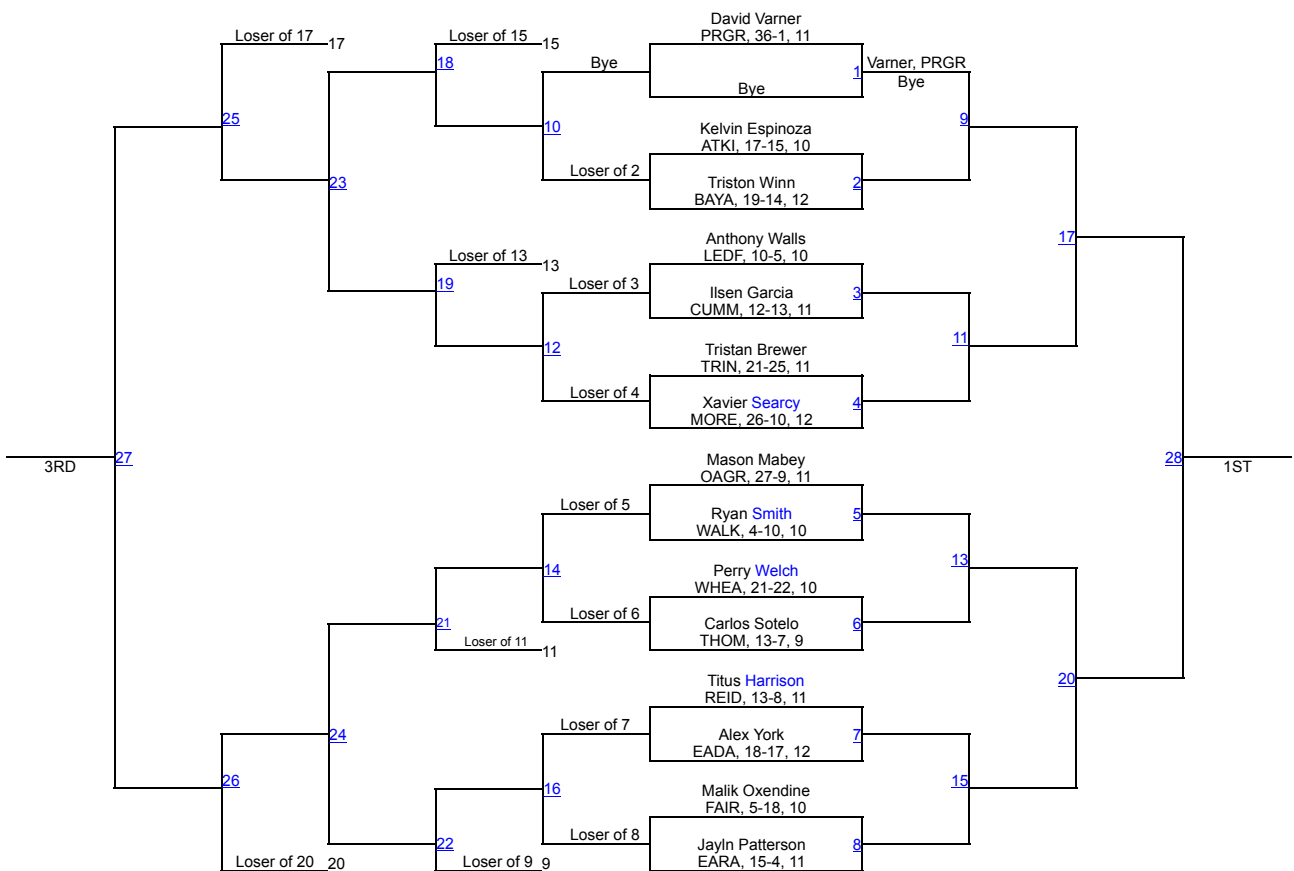 David Varner
PRGR, 36-1, 11
Loser of 17 17
Loser of 15 15
18
Bye
1
Varner, PRGR
Bye
Bye
25
10
9
Kelvin Espinoza
ATKI, 17-15, 10
Loser of 2
23
Triston Winn
2
BAYA, 19-14, 12
Anthony Walls
17
LEDF, 10-5, 10
Loser of 13 13
19
Loser of 3
Ilsen Garcia
3
CUMM, 12-13, 11
12
11
Tristan Brewer
TRIN, 21-25, 11
Loser of 4
Xavier Searcy
4
MORE, 26-10, 12
3RD
27
Mason Mabey
28
1ST
OAGR, 27-9, 11
Loser of 5
Ryan Smith
5
WALK, 4-10, 10
14
13
Perry Welch
WHEA, 21-22, 10
Loser of 6
21
Carlos Sotelo
6
THOM, 13-7, 9
Loser of 11 11
Titus Harrison
20
REID, 13-8, 11
Loser of 7
24
Alex York
7
EADA, 18-17, 12
26
16
15
Malik Oxendine
FAIR, 5-18, 10
Loser of 8
22
Jayln Patterson
8
EARA, 15-4, 11
Loser of 20 20
Loser of 9 9